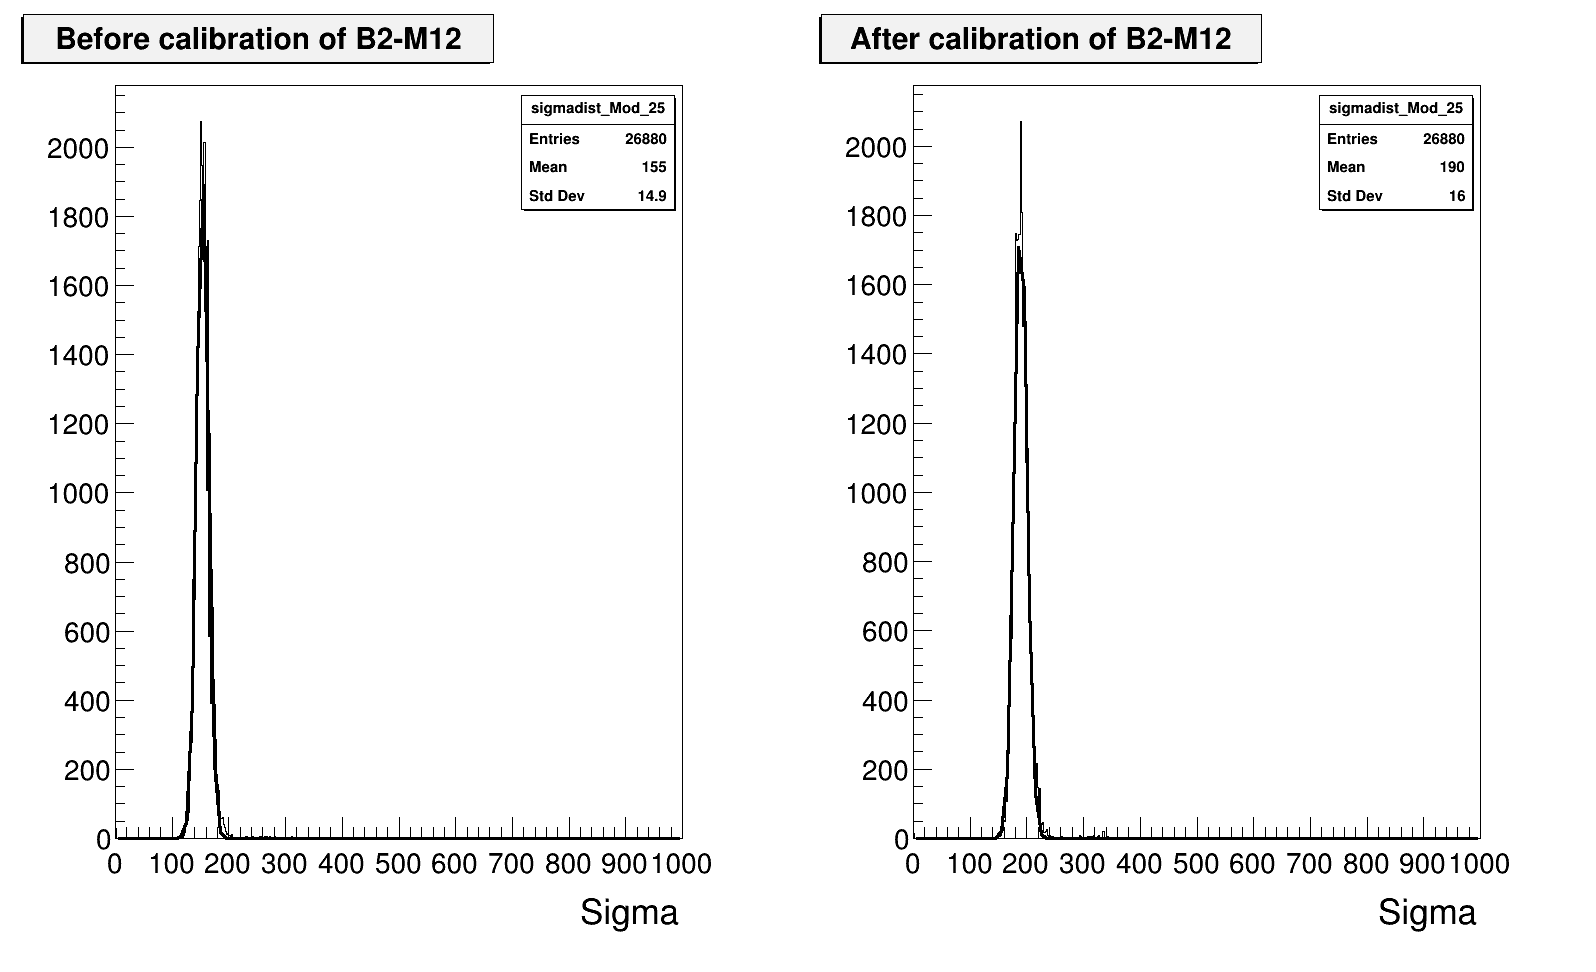 Before calibration of B2-M12
sigmadist_Mod_25
Entries 26880
Mean 155
Std Dev 14.9
2000
1800
1600
1400
1200
1000
800
600
400
200
0
0 100 200 300 400 500 600 700 800 900 1000
Sigma
After calibration of B2-M12
sigmadist_Mod_25
Entries 26880
Mean 190
Std Dev 16
2000
1800
1600
1400
1200
1000
800
600
400
200
0
0 100 200 300 400 500 600 700 800 900 1000
Sigma